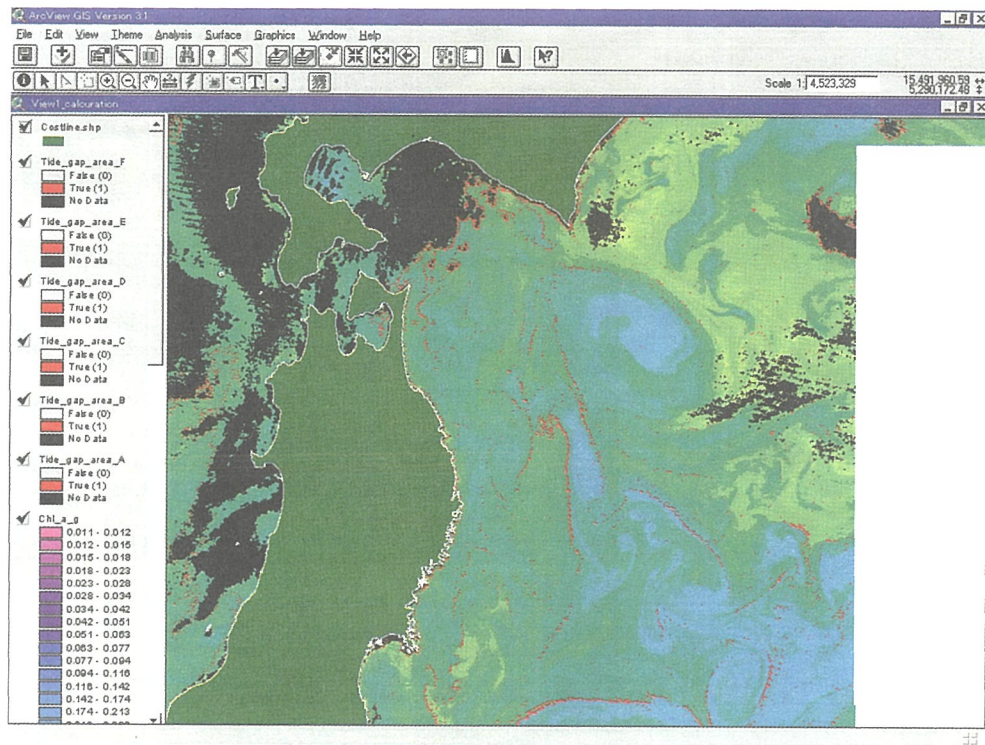 ArcView GIS Version 3.1
File Edit View Theme Analysis Surface Graphics Window Help
Scale 1: 4,523,329
15,491,960.59
5,290,172.48
View1_calouration
Costline.shp
Tide_gap_area_F
False (0)
True (1)
No Data
Tide_gap_area_E
False (0)
True (1)
No Data
Tide_gap_area_D
False (0)
True (1)
No Data
Tide_gap_area_C
False (0)
True (1)
No Data
Tide_gap_area_B
False (0)
True (1)
No Data
Tide_gap_area_A
False (0)
True (1)
No Data
Chl_a_g
0.011 - 0.012
0.012 - 0.015
0.015 - 0.018
0.018 - 0.023
0.023 - 0.028
0.028 - 0.034
0.034 - 0.042
0.042 - 0.051
0.051 - 0.063
0.063 - 0.077
0.077 - 0.094
0.094 - 0.116
0.116 - 0.142
0.142 - 0.174
0.174 - 0.213